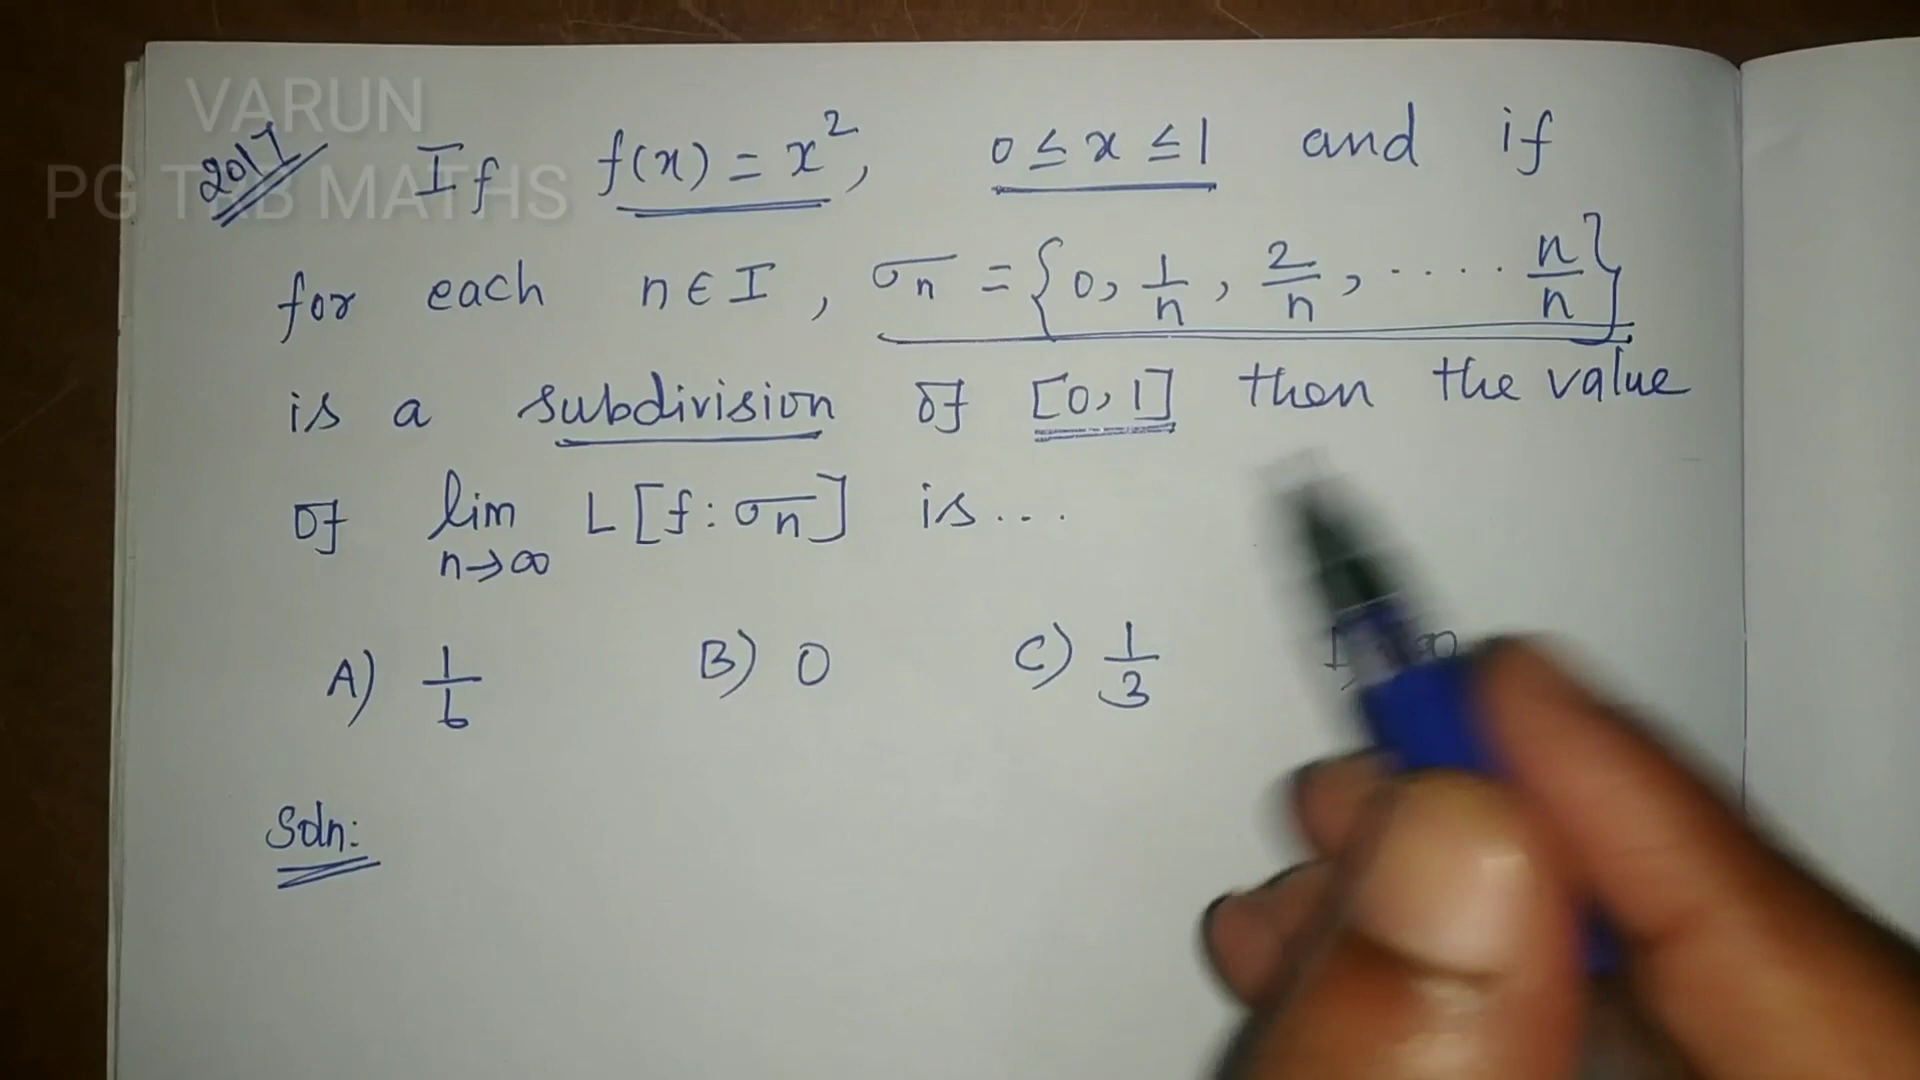 VARUN
PG TRB MATHS
2017 If f(x) = x², 0 ≤ x ≤ 1 and if
for each n ∈ I, σn = {0, 1/n, 2/n, ..... n/n}
is a subdivision of [0,1] then the value
of lim n→∞ L[f:σn] is...
A) 1/6 B) 0 C) 1/3
Soln: